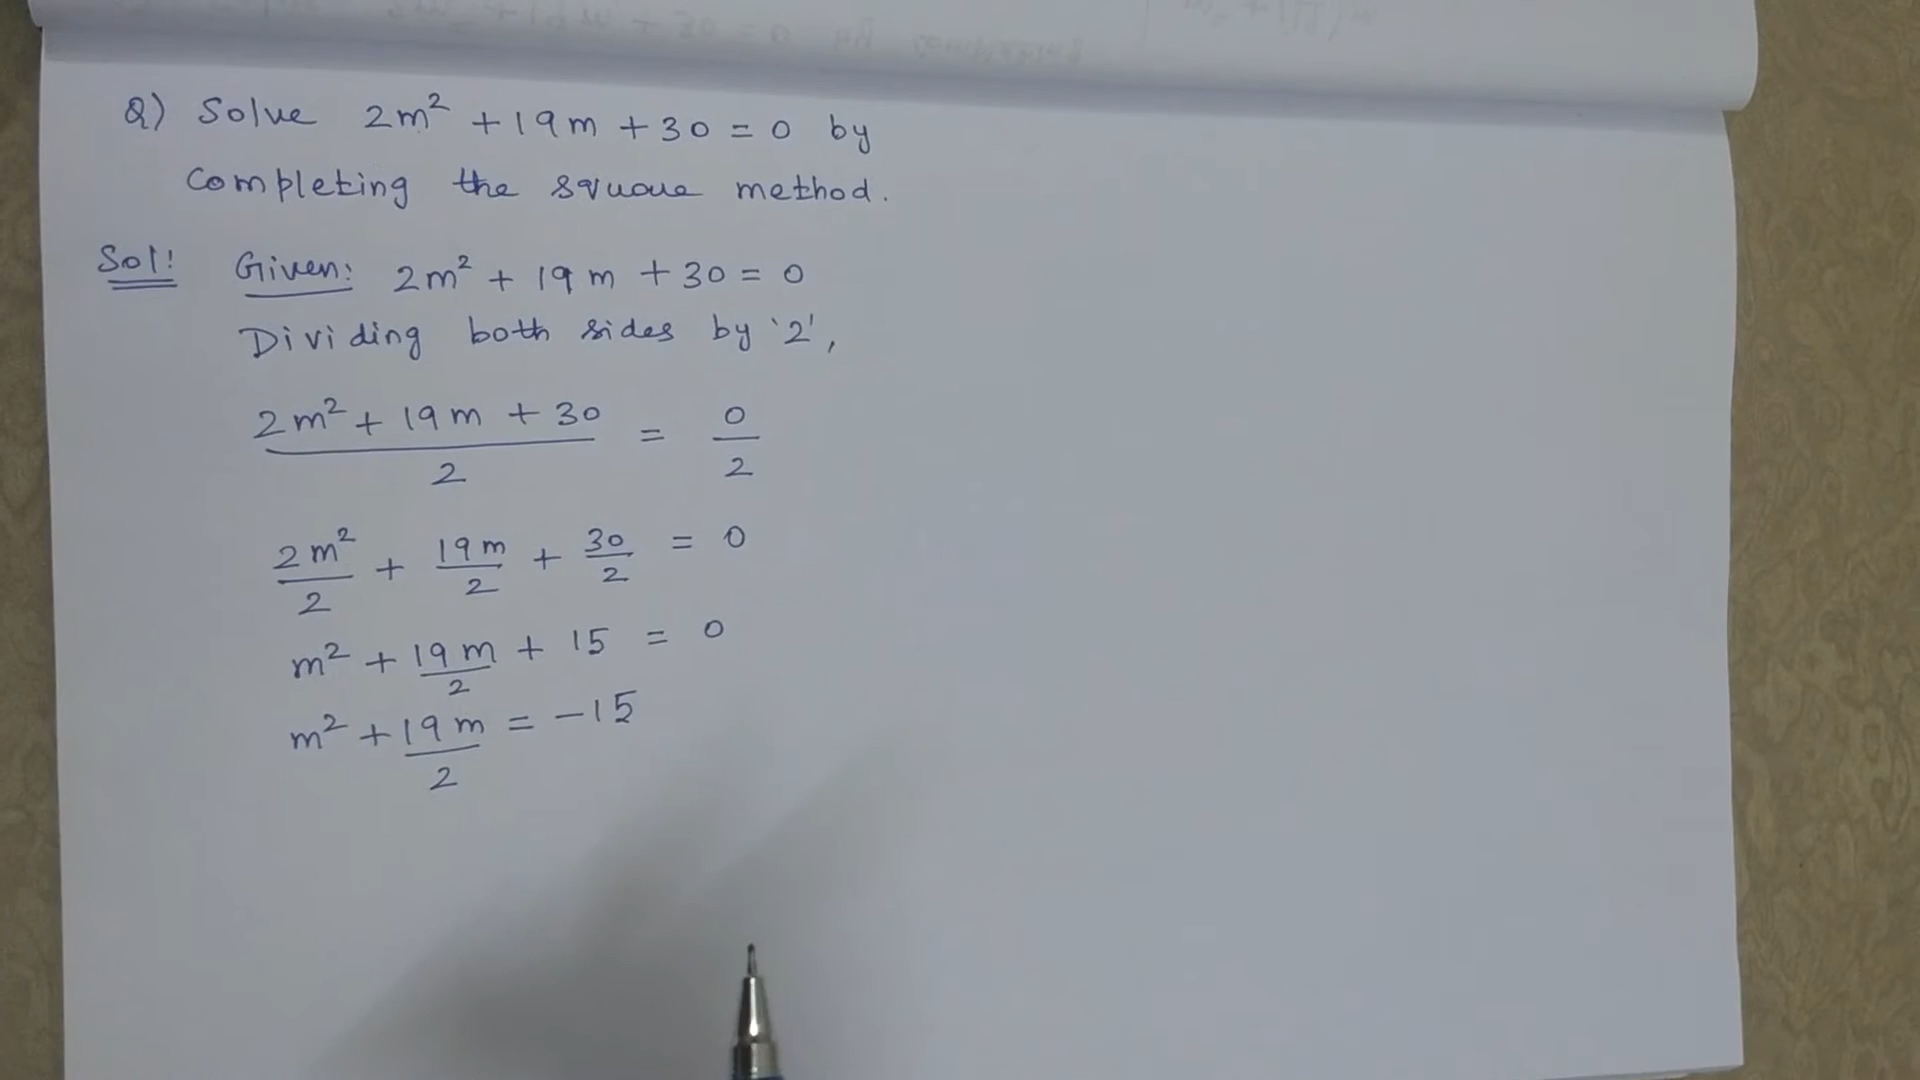 Q) Solve 2m² + 19m + 30 = 0 by
Completing the square method.
Sol: Given: 2m² + 19m + 30 = 0
Dividing both sides by '2',
(2m² + 19m + 30)/2 = 0/2
2m²/2 + 19m/2 + 30/2 = 0
m² + 19m/2 + 15 = 0
m² + 19m/2 = -15